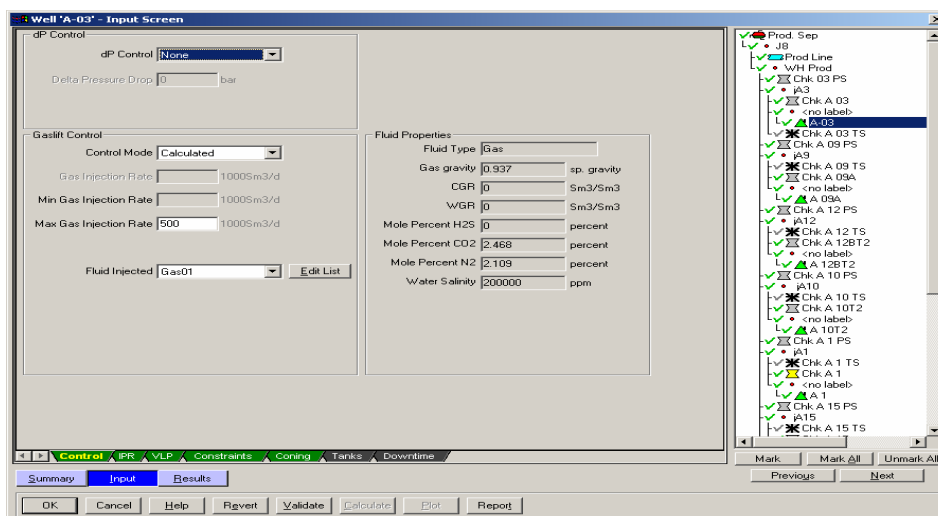 Well 'A-03' - Input Screen
dP Control
dP Control None
Delta Pressure Drop 0 bar
Gaslift Control
Control Mode Calculated
Gas Injection Rate 1000Sm3/d
Min Gas Injection Rate 1000Sm3/d
Max Gas Injection Rate 500 1000Sm3/d
Fluid Injected Gas01 Edit List
Fluid Properties
Fluid Type Gas
Gas gravity 0.937 sp. gravity
CGR 0 Sm3/Sm3
WGR 0 Sm3/Sm3
Mole Percent H2S 0 percent
Mole Percent CO2 2.468 percent
Mole Percent N2 2.109 percent
Water Salinity 200000 ppm
Prod. Sep
J8
Prod Line
WH Prod
Chk 03 PS
jA3
Chk A 03
<no label>
A-03
Chk A 03 TS
Chk A 09 PS
jA9
Chk A 09 TS
Chk A 09A
<no label>
A 09A
Chk A 12 PS
jA12
Chk A 12 TS
Chk A 12BT2
<no label>
A 12BT2
Chk A 10 PS
jA10
Chk A 10 TS
Chk A 10T2
<no label>
A 10T2
Chk A 1 PS
jA1
Chk A 1 TS
Chk A 1
<no label>
A 1
Chk A 15 PS
jA15
Chk A 15 TS
Control IPR VLP Constraints Coning Tanks Downtime
Mark Mark All Unmark All
Previous Next
Summary Input Results
OK Cancel Help Revert Validate Calculate Plot Report